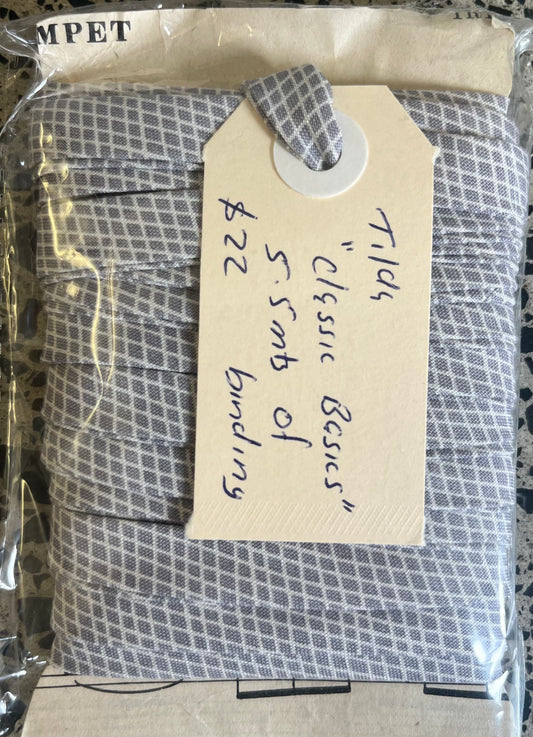 MPET
Tilda
"Classic Basics"
5.5mts of
$22 binding